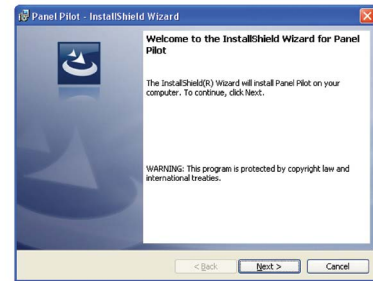 Panel Pilot - InstallShield Wizard
Welcome to the InstallShield Wizard for Panel
Pilot
The InstallShield(R) Wizard will install Panel Pilot on your
computer. To continue, click Next.
WARNING: This program is protected by copyright law and
international treaties.
< Back
Next >
Cancel